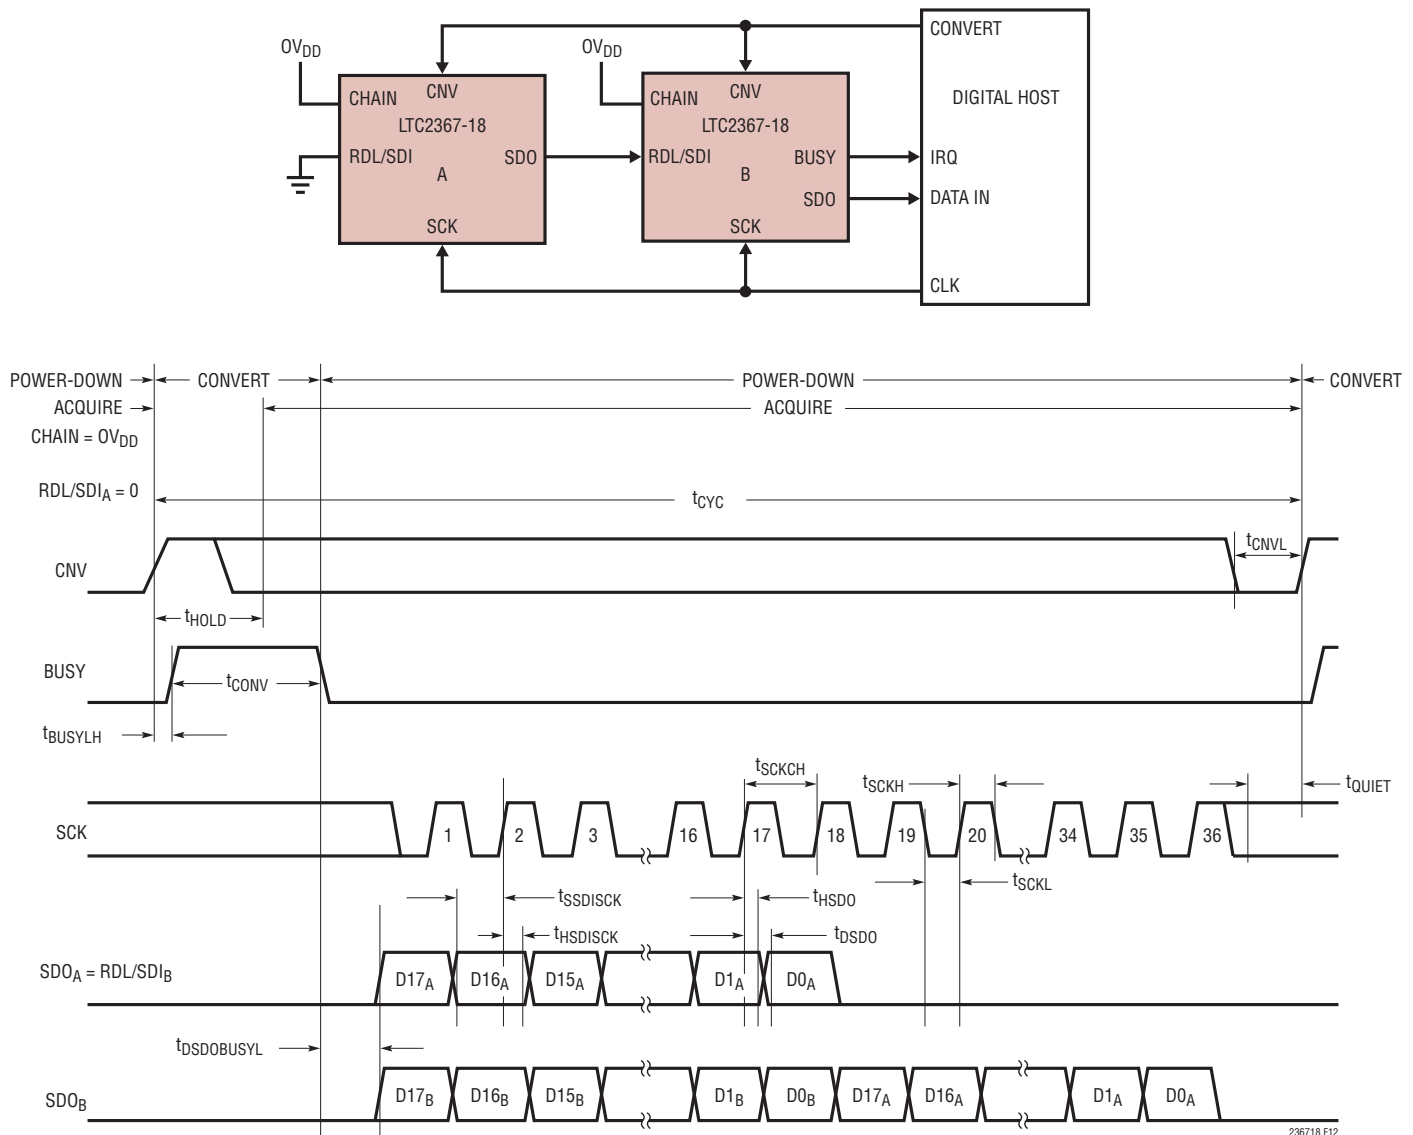 CONVERT
OVDD
OVDD
CHAIN
CNV
CHAIN
CNV
DIGITAL HOST
LTC2367-18
LTC2367-18
RDL/SDI
SDO
RDL/SDI
BUSY
IRQ
A
B
SDO
DATA IN
SCK
SCK
CLK
POWER-DOWN
CONVERT
POWER-DOWN
CONVERT
ACQUIRE
ACQUIRE
CHAIN = OVDD
RDL/SDIA = 0
tCYC
CNV
tCNVL
tHOLD
BUSY
tCONV
tBUSYLH
tSCKCH
tSCKH
tQUIET
SCK
1
2
3
16
17
18
19
20
34
35
36
tSSDISCK
tHSDO
tSCKL
tHSDISCK
tDSDO
SDOA = RDL/SDIB
D17A
D16A
D15A
D1A
D0A
tDSDOBUSYL
SDOB
D17B
D16B
D15B
D1B
D0B
D17A
D16A
D1A
D0A
236718 F12